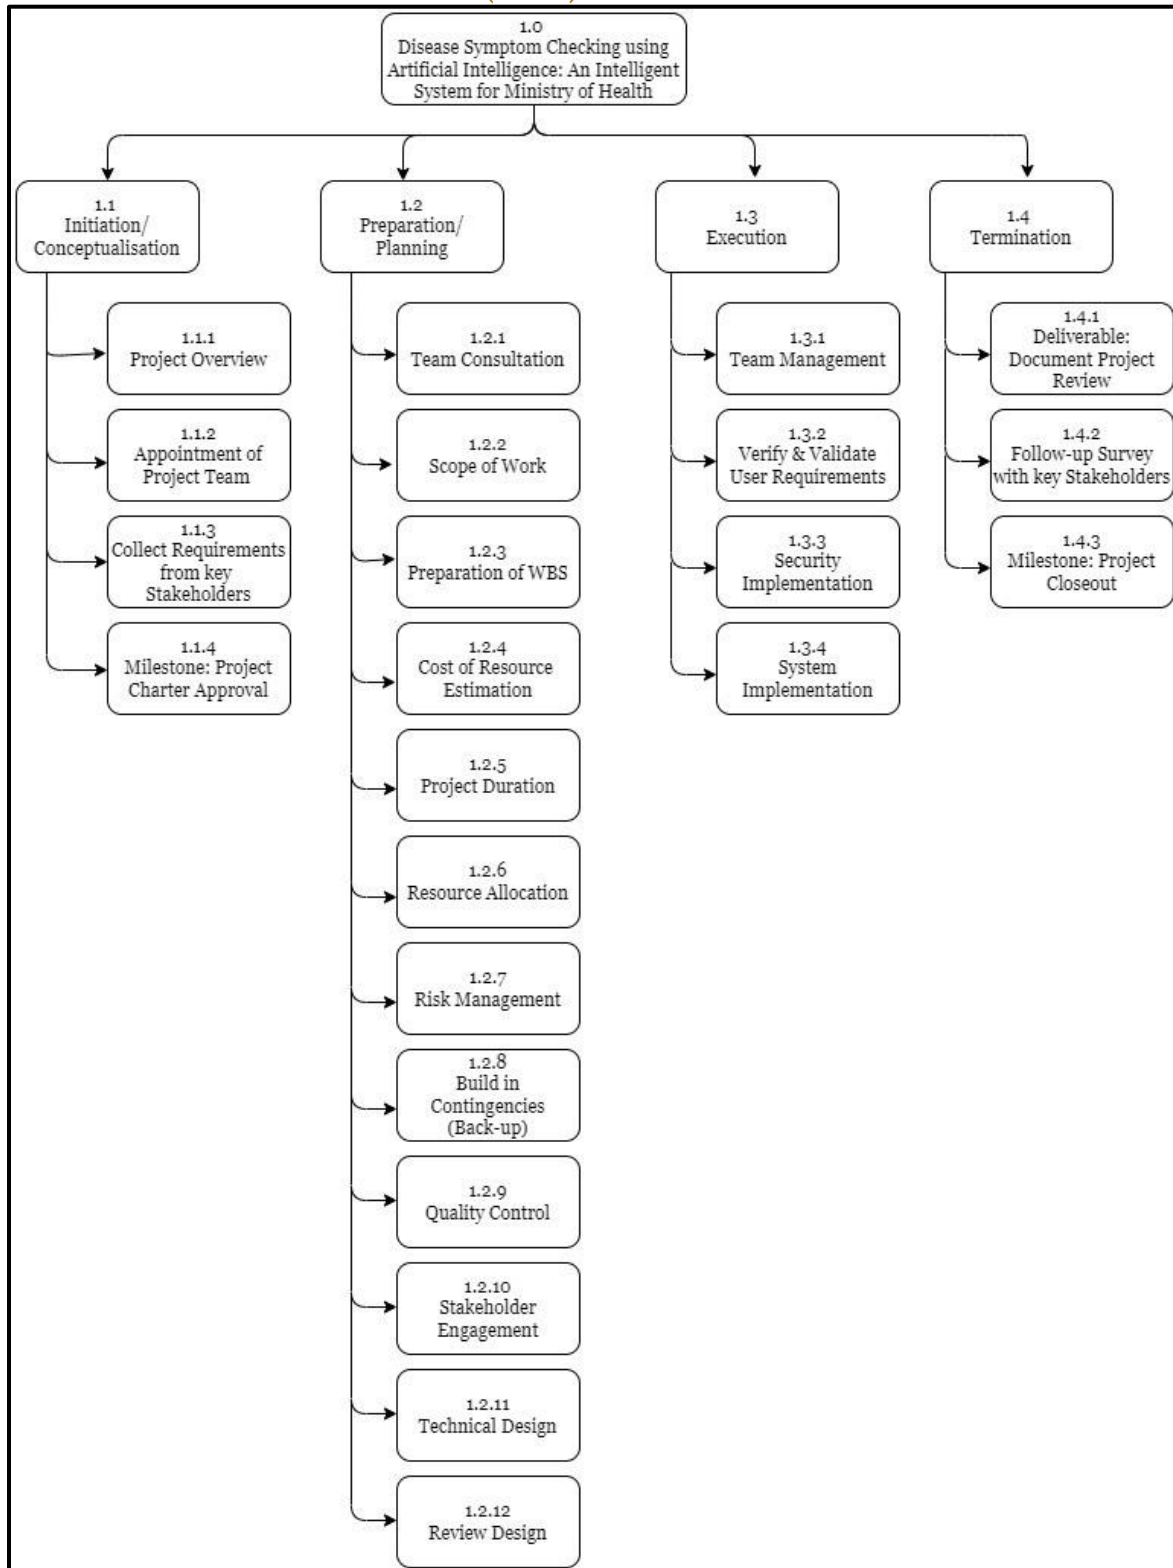 1.0
Disease Symptom Checking using
Artificial Intelligence: An Intelligent
System for Ministry of Health
1.1
Initiation/
Conceptualisation
1.1.1
Project Overview
1.1.2
Appointment of
Project Team
1.1.3
Collect Requirements
from key
Stakeholders
1.1.4
Milestone: Project
Charter Approval
1.2
Preparation/
Planning
1.2.1
Team Consultation
1.2.2
Scope of Work
1.2.3
Preparation of WBS
1.2.4
Cost of Resource
Estimation
1.2.5
Project Duration
1.2.6
Resource Allocation
1.2.7
Risk Management
1.2.8
Build in
Contingencies
(Back-up)
1.2.9
Quality Control
1.2.10
Stakeholder
Engagement
1.2.11
Technical Design
1.2.12
Review Design
1.3
Execution
1.3.1
Team Management
1.3.2
Verify & Validate
User Requirements
1.3.3
Security
Implementation
1.3.4
System
Implementation
1.4
Termination
1.4.1
Deliverable:
Document Project
Review
1.4.2
Follow-up Survey
with key Stakeholders
1.4.3
Milestone: Project
Closeout